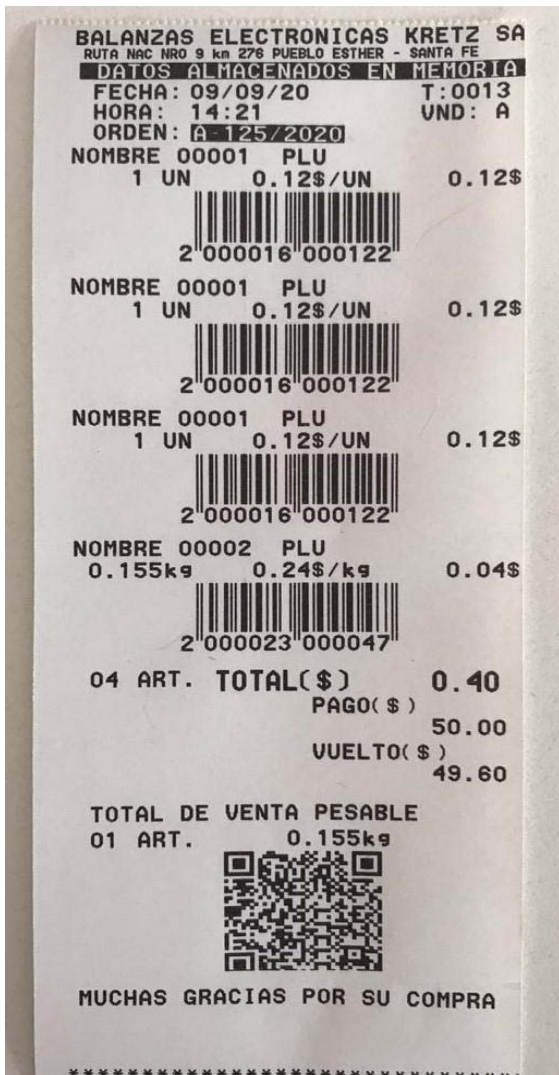 BALANZAS ELECTRONICAS KRETZ SA
RUTA NAC NRO 9 km 276 PUEBLO ESTHER - SANTA FE
DATOS ALMACENADOS EN MEMORIA
FECHA: 09/09/20 T:0013
HORA: 14:21 VND: A
ORDEN: A-125/2020
NOMBRE 00001 PLU
1 UN 0.12$/UN 0.12$
2"000016"000122"
NOMBRE 00001 PLU
1 UN 0.12$/UN 0.12$
2"000016"000122"
NOMBRE 00001 PLU
1 UN 0.12$/UN 0.12$
2"000016"000122"
NOMBRE 00002 PLU
0.155kg 0.24$/kg 0.04$
2"000023"000047"
04 ART. TOTAL($) 0.40
PAGO($)
50.00
VUELTO($)
49.60
TOTAL DE VENTA PESABLE
01 ART. 0.155kg
MUCHAS GRACIAS POR SU COMPRA
******************************